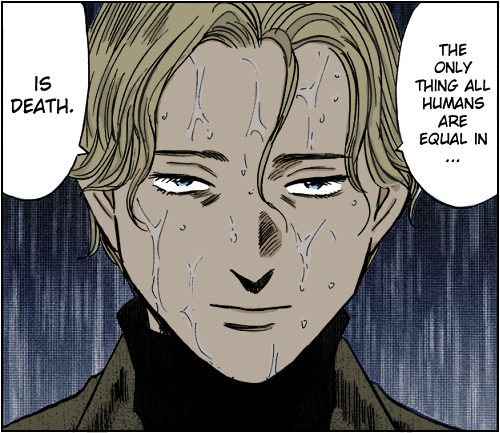 THE
ONLY
THING ALL
HUMANS
ARE
EQUAL IN
...
IS
DEATH.